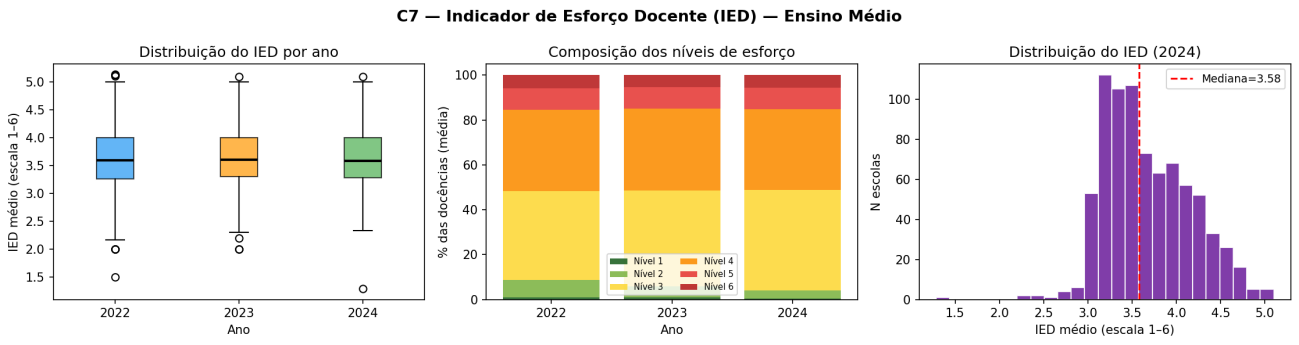 C7 — Indicador de Esforço Docente (IED) — Ensino Médio
Distribuição do IED por ano
IED médio (escala 1–6)
5.0
4.5
4.0
3.5
3.0
2.5
2.0
1.5
2022
2023
2024
Ano
Composição dos níveis de esforço
% das docências (média)
100
80
60
40
20
0
Nível 1
Nível 2
Nível 3
Nível 4
Nível 5
Nível 6
2022
2023
2024
Ano
Distribuição do IED (2024)
N escolas
100
80
60
40
20
0
Mediana=3.58
1.5
2.0
2.5
3.0
3.5
4.0
4.5
5.0
IED médio (escala 1–6)